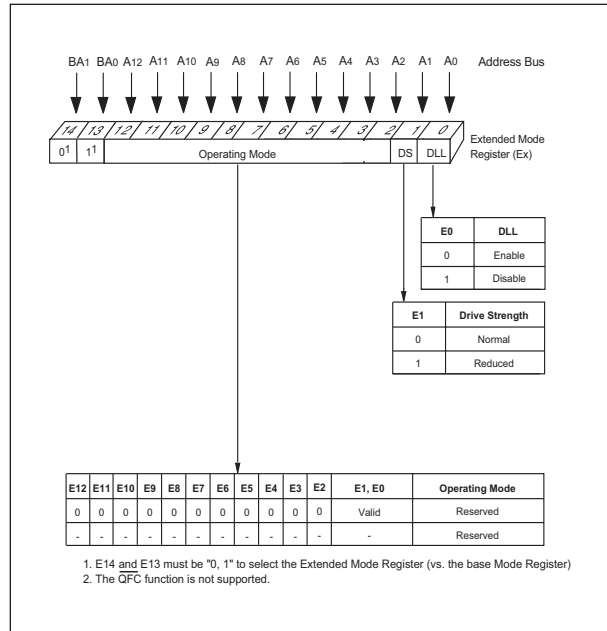 BA1 BA0 A12 A11 A10 A9 A8 A7 A6 A5 A4 A3 A2 A1 A0 Address Bus
14 13 12 11 10 9 8 7 6 5 4 3 2 1 0
01 11 Operating Mode DS DLL
Extended Mode
Register (Ex)
E0 DLL
0 Enable
1 Disable
E1 Drive Strength
0 Normal
1 Reduced
E12 E11 E10 E9 E8 E7 E6 E5 E4 E3 E2 E1, E0 Operating Mode
0 0 0 0 0 0 0 0 0 0 0 Valid Reserved
- - - - - - - - - - - - Reserved
1. E14 and E13 must be "0, 1" to select the Extended Mode Register (vs. the base Mode Register)
2. The QFC function is not supported.